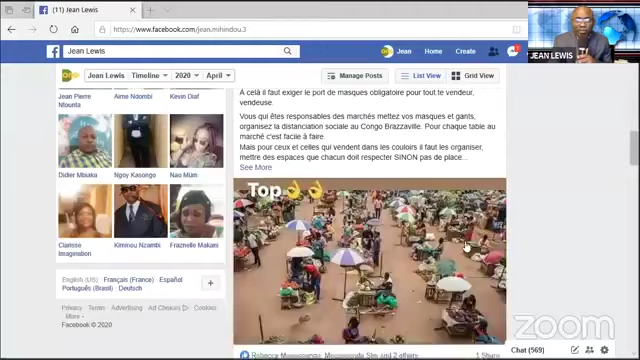 (11) Jean Lewis
https://www.facebook.com/jean.mihindou.3
Jean Lewis
Jean
Home
Create
JEAN LEWIS
Jean Lewis
Timeline
2020
April
Manage Posts
List View
Grid View
Jean Pierre
Ntounta
Aime Ndombi
Kevin Diaf
Didier Mbiaka
Ngoy Kasongo
Nao Mùm
Clarisse
Imagination
Kiminou Nzambi
Fraznelle Makani
English (US) · Français (France) · Español
Português (Brasil) · Deutsch
Privacy · Terms · Advertising · Ad Choices · Cookies
More
Facebook © 2020
A celà il faut exiger le port de masques obligatoire pour tout le vendeur,
vendeuse.
Vous qui êtes responsables des marchés mettez vos masques et gants,
organisez la distanciation sociale au Congo Brazzaville. Pour chaque table au
marché c'est facile à faire.
Mais pour ceux et celles qui vendent dans les couloirs il faut les organiser,
mettre des espaces que chacun doit respecter SINON pas de place...
See More
Top👌👌
and 2 others
1 Share
Chat (569)
zoom